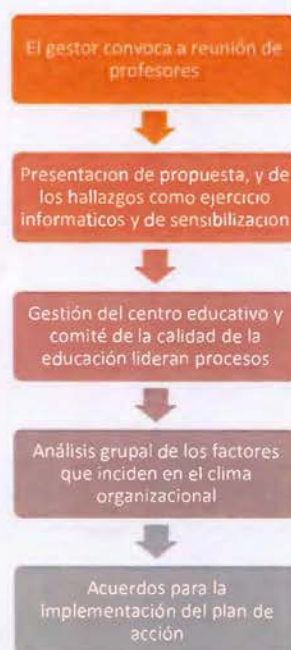 El gestor convoca a reunión de
profesores
Presentacion de propuesta, y de
los hallazgos como ejercicio
informaticos y de sensibilizacion
Gestión del centro educativo y
comité de la calidad de la
educación lideran procesos
Análisis grupal de los factores
que inciden en el clima
organizacional
Acuerdos para la
implementación del plan de
acción